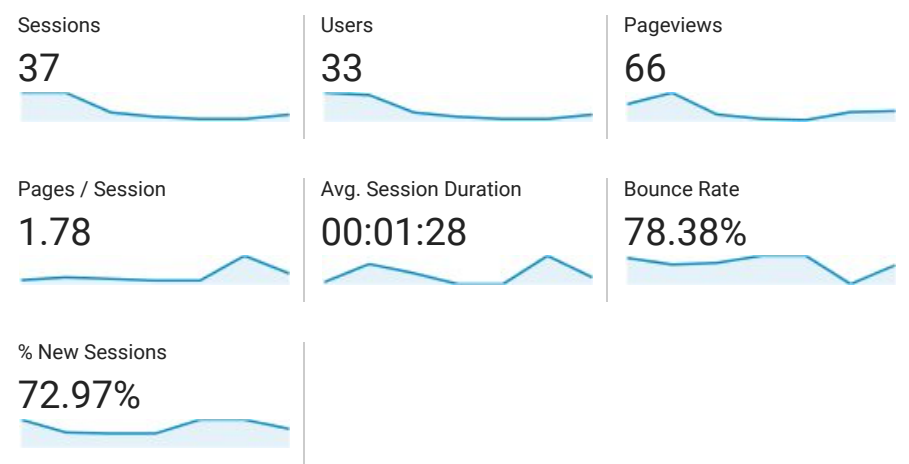 Sessions
37
Users
33
Pageviews
66
Pages / Session
1.78
Avg. Session Duration
00:01:28
Bounce Rate
78.38%
% New Sessions
72.97%